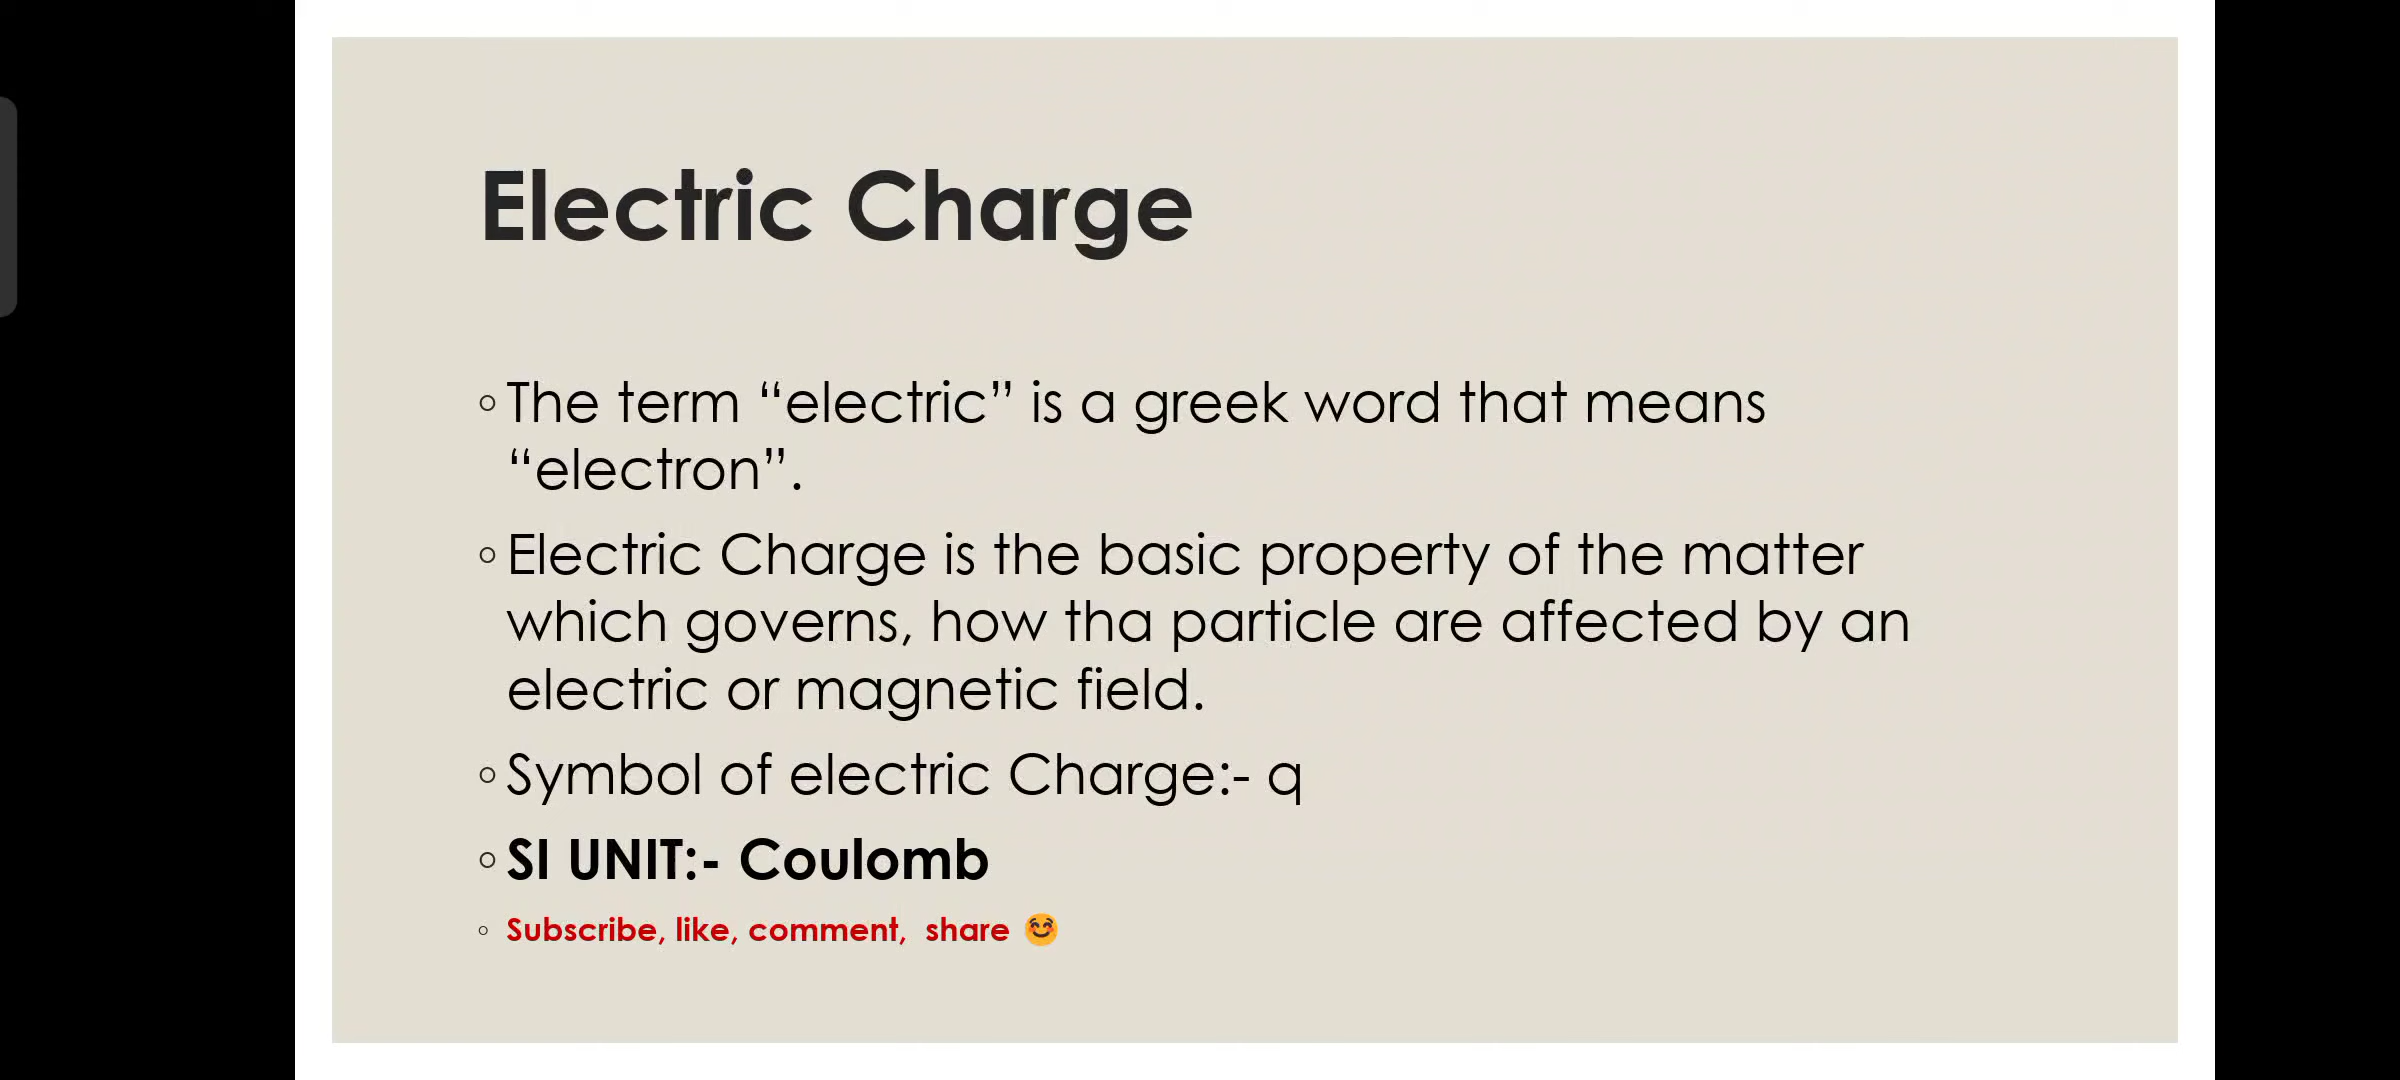 Electric Charge
◦ The term “electric” is a greek word that means
“electron”.
◦ Electric Charge is the basic property of the matter
which governs, how tha particle are affected by an
electric or magnetic field.
◦ Symbol of electric Charge:- q
◦ SI UNIT:- Coulomb
◦ Subscribe, like, comment,  share 😊